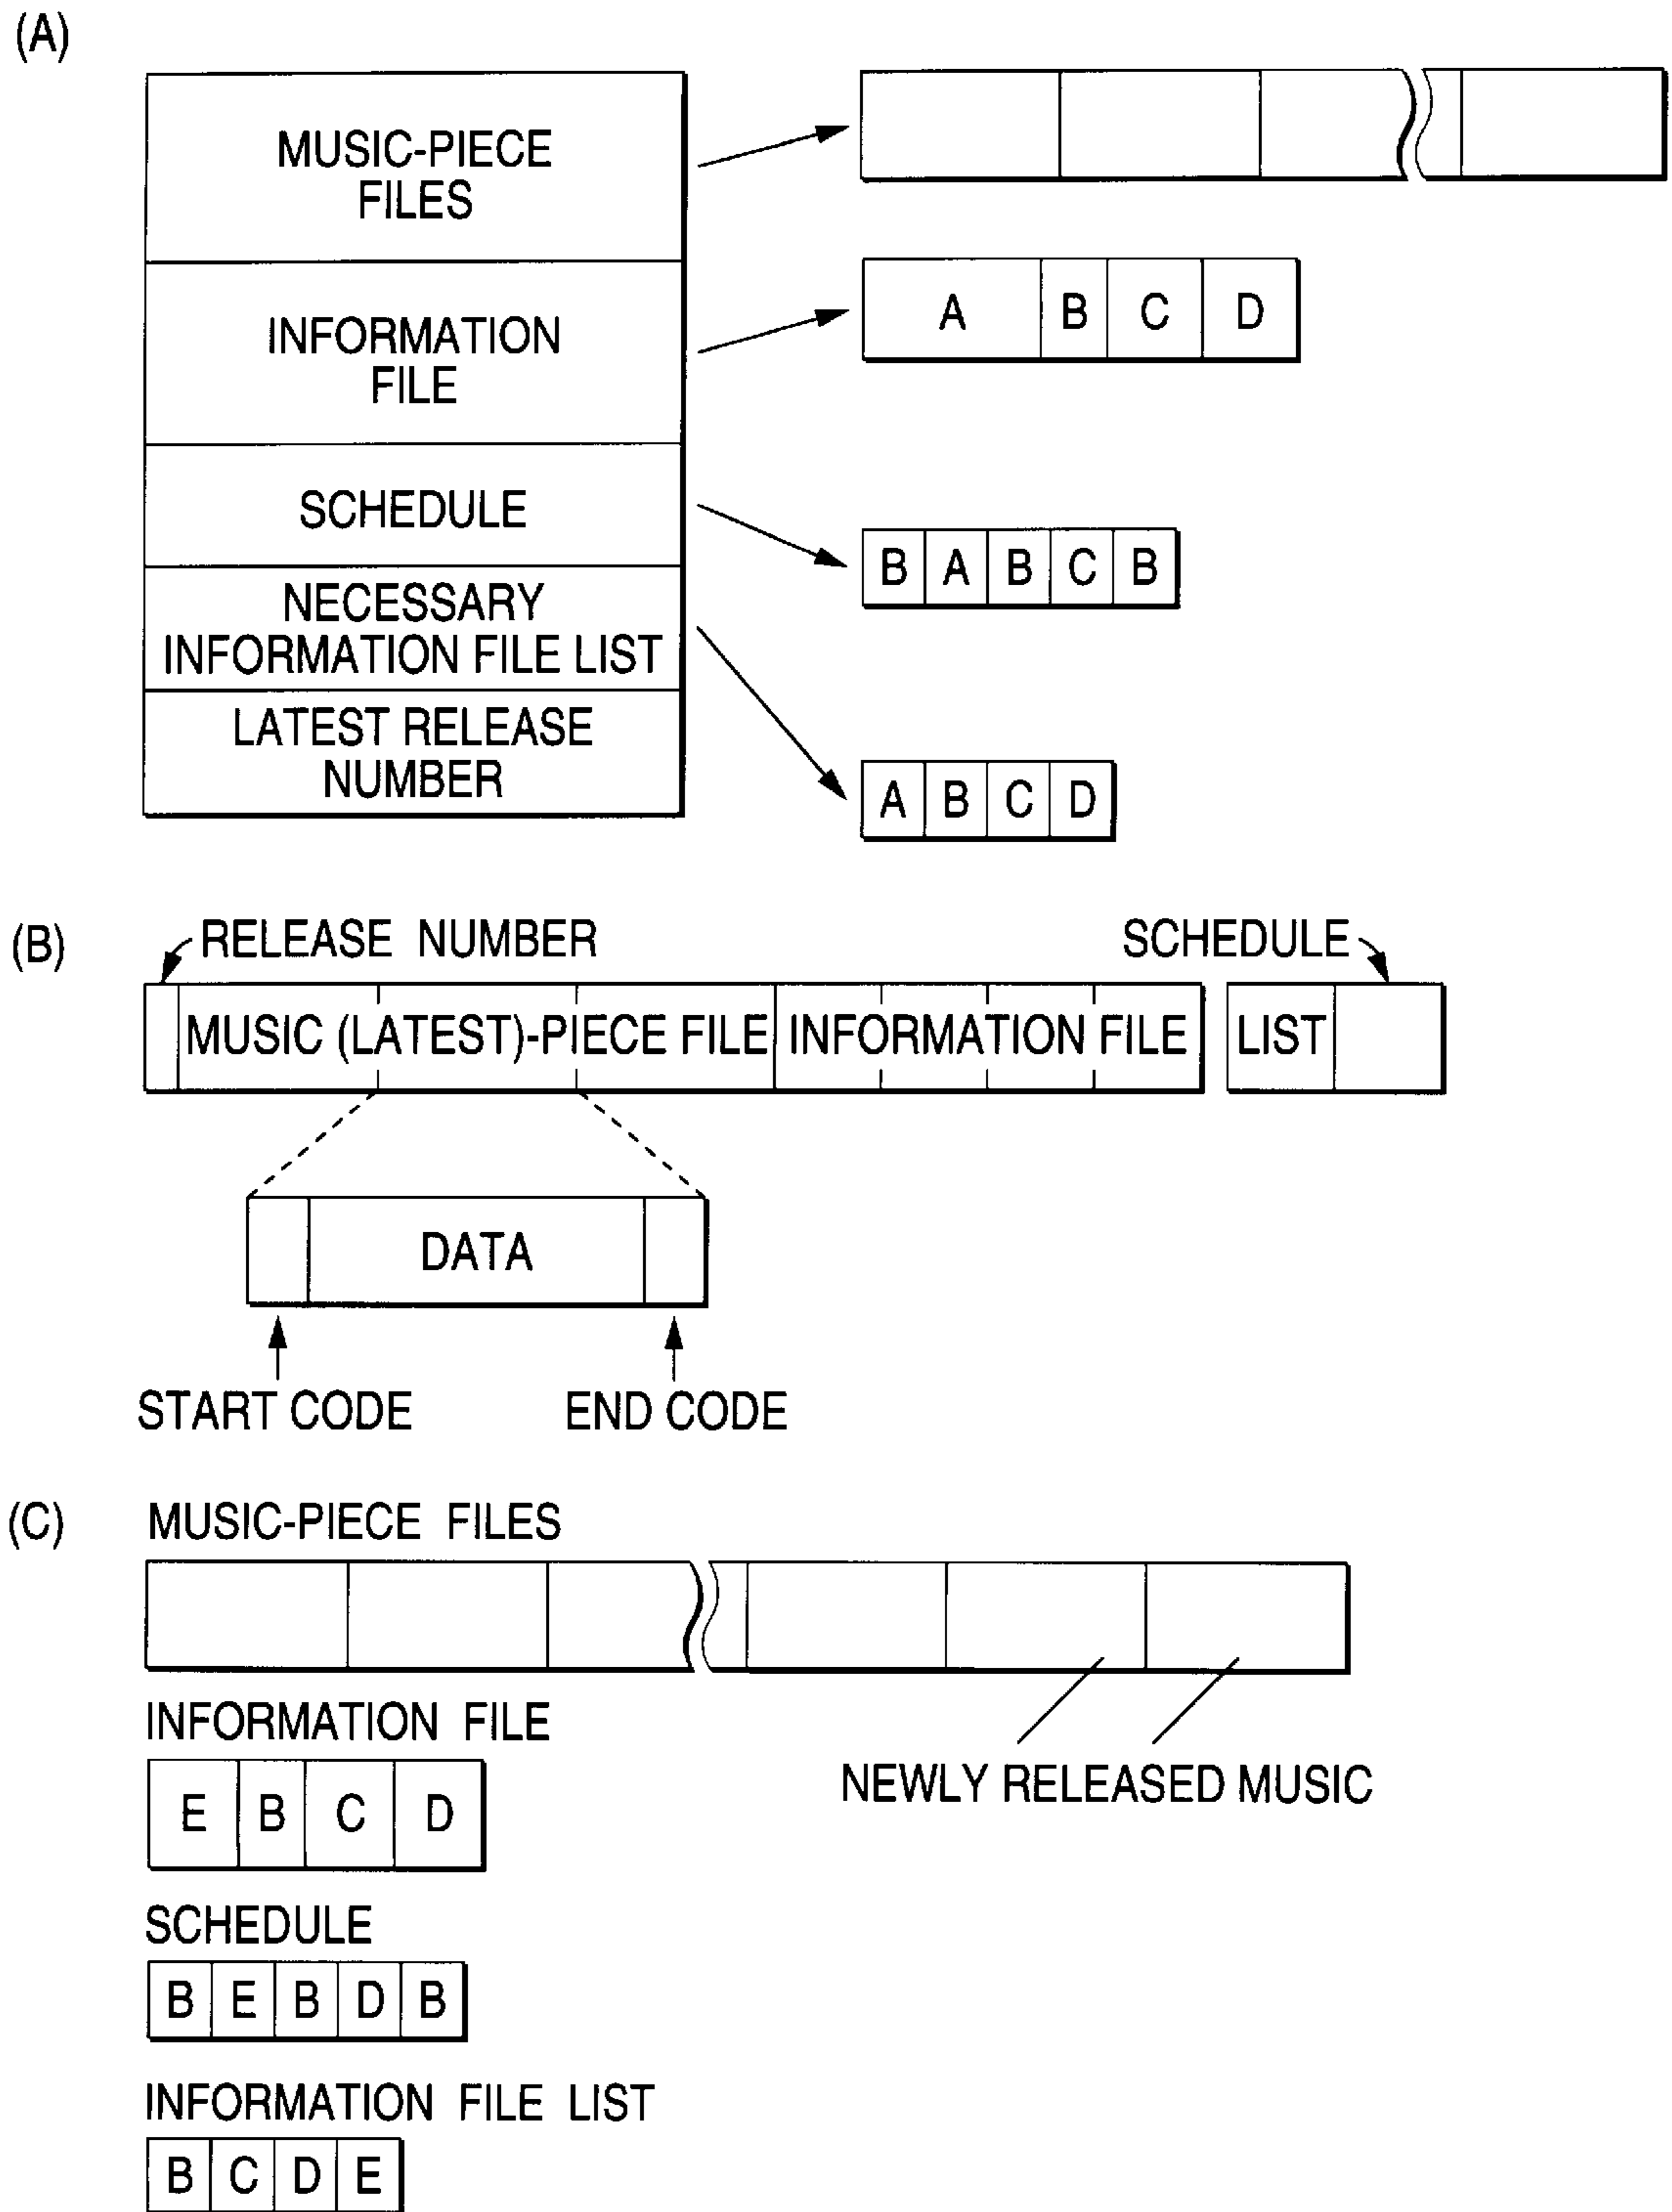 (A)
MUSIC-PIECE
FILES
INFORMATION
FILE
A B C D
SCHEDULE
B A B C B
NECESSARY
INFORMATION FILE LIST
LATEST RELEASE
NUMBER
A B C D
(B)
RELEASE NUMBER
SCHEDULE
MUSIC (LATEST)-PIECE FILE INFORMATION FILE LIST
DATA
START CODE
END CODE
(C)
MUSIC-PIECE FILES
INFORMATION FILE
NEWLY RELEASED MUSIC
E B C D
SCHEDULE
B E B D B
INFORMATION FILE LIST
B C D E